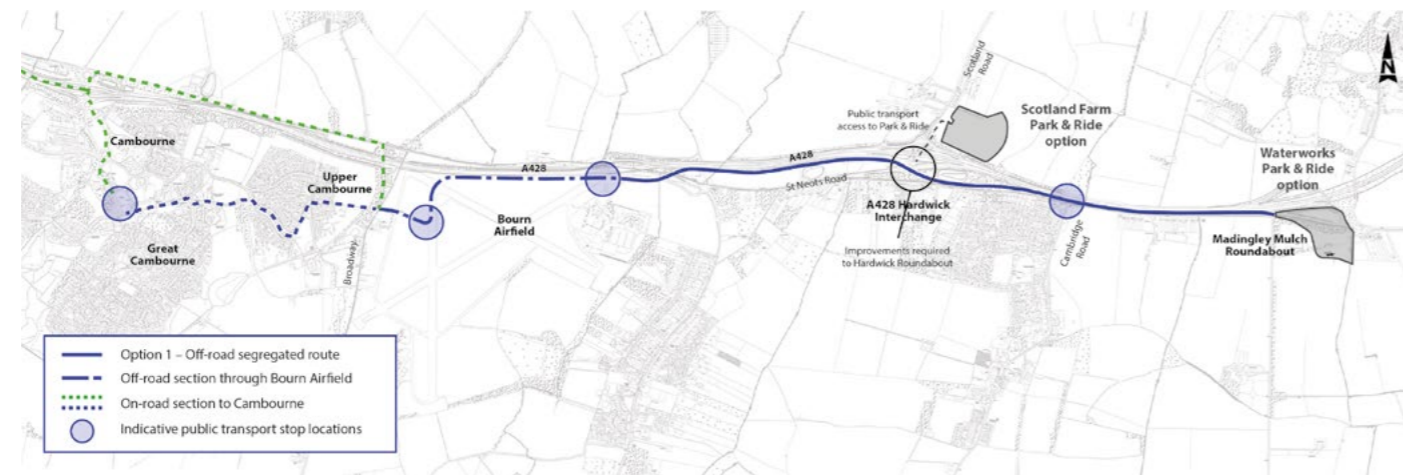 N
Scotland
Road
Public transport
access to Park & Ride
Scotland Farm
Park & Ride
option
Cambourne
A428
A428
Waterworks
Park & Ride
option
Upper
Cambourne
St Neots Road
A428 Hardwick
Interchange
Bourn
Airfield
Great
Cambourne
Broadway
Cambridge
Road
Madingley Mulch
Roundabout
Improvements required
to Hardwick Roundabout
Option 1 – Off-road segregated route
Off-road section through Bourn Airfield
On-road section to Cambourne
Indicative public transport stop locations